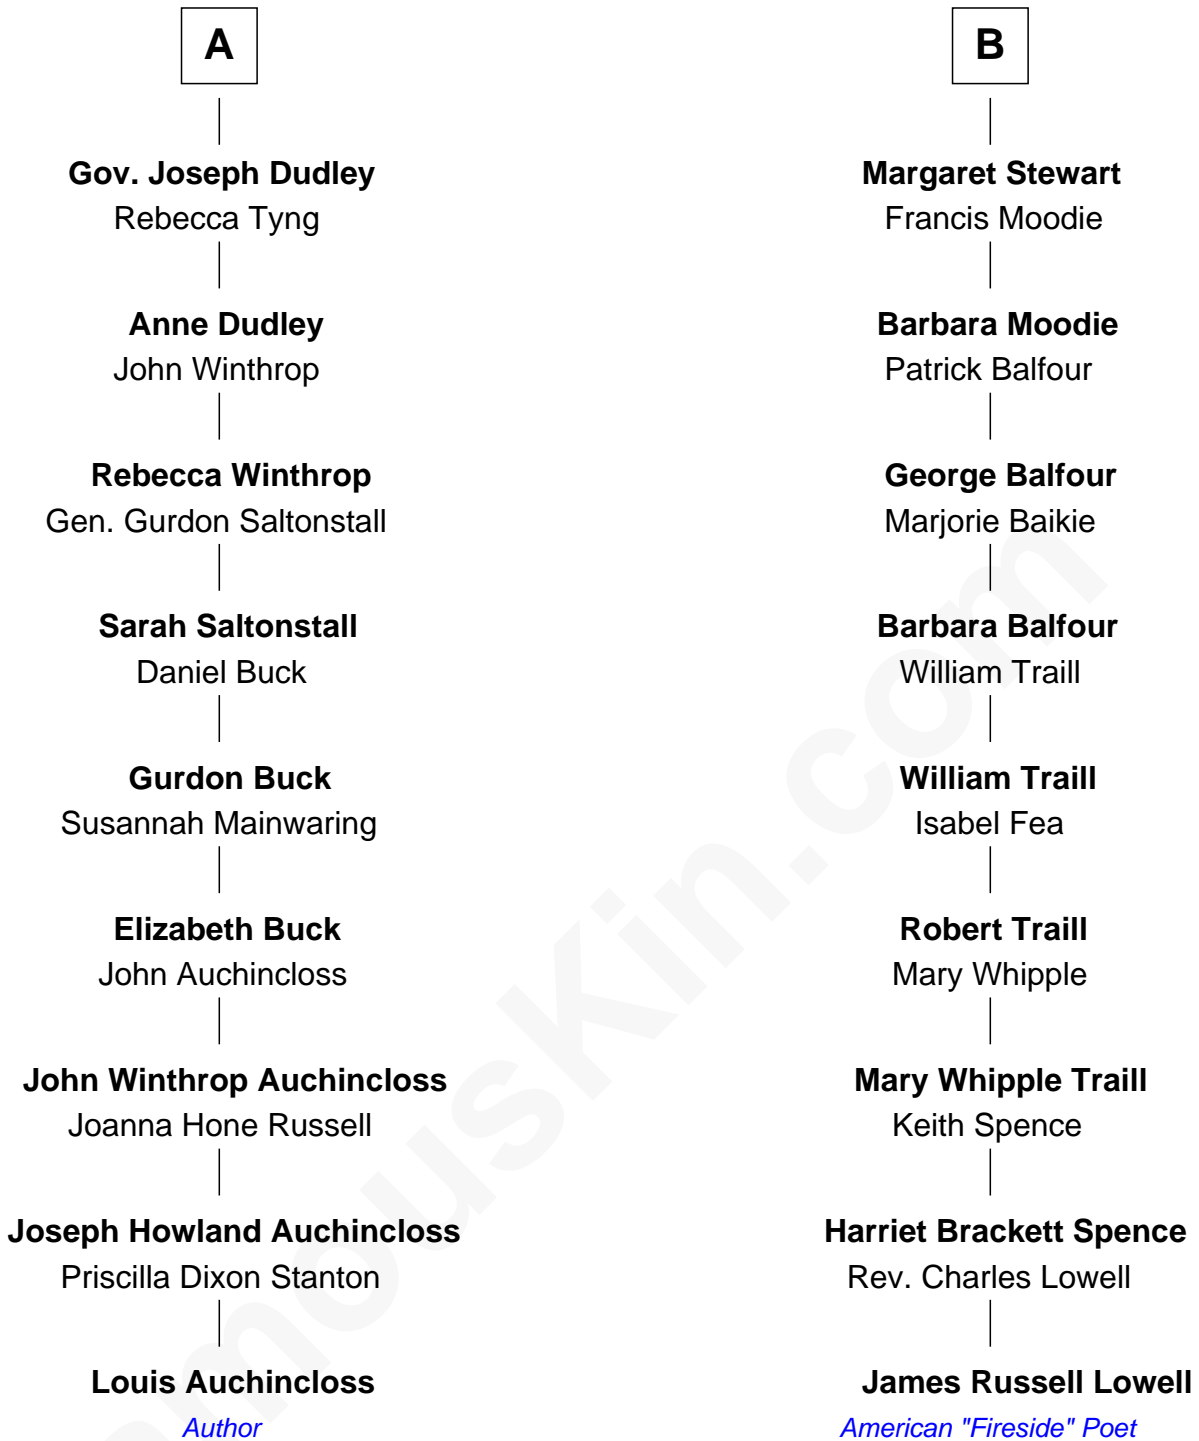 A
Gov. Joseph Dudley
Rebecca Tyng
Anne Dudley
John Winthrop
Rebecca Winthrop
Gen. Gurdon Saltonstall
Sarah Saltonstall
Daniel Buck
Gurdon Buck
Susannah Mainwaring
Elizabeth Buck
John Auchincloss
John Winthrop Auchincloss
Joanna Hone Russell
Joseph Howland Auchincloss
Priscilla Dixon Stanton
Louis Auchincloss
Author
B
Margaret Stewart
Francis Moodie
Barbara Moodie
Patrick Balfour
George Balfour
Marjorie Baikie
Barbara Balfour
William Traill
William Traill
Isabel Fea
Robert Traill
Mary Whipple
Mary Whipple Traill
Keith Spence
Harriet Brackett Spence
Rev. Charles Lowell
James Russell Lowell
American "Fireside" Poet
amousKin.com